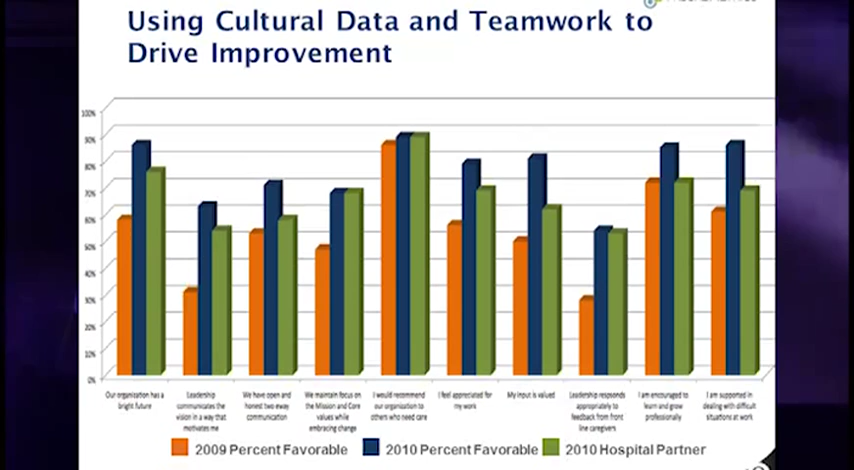 Using Cultural Data and Teamwork to
Drive Improvement
100%
90%
80%
70%
60%
50%
40%
30%
20%
10%
0%
Our organization has a
bright future
Leadership
communicates the
vision in a way that
motivates me
We have open and
honest two-way
communication
We maintain focus on
the Mission and Core
values while
embracing change
I would recommend
our organization to
others who need care
I feel appreciated for
my work
My input is valued
Leadership responds
appropriately to
feedback from front
line caregivers
I am encouraged to
learn and grow
professionally
I am supported in
dealing with difficult
situations at work
2009 Percent Favorable
2010 Percent Favorable
2010 Hospital Partner